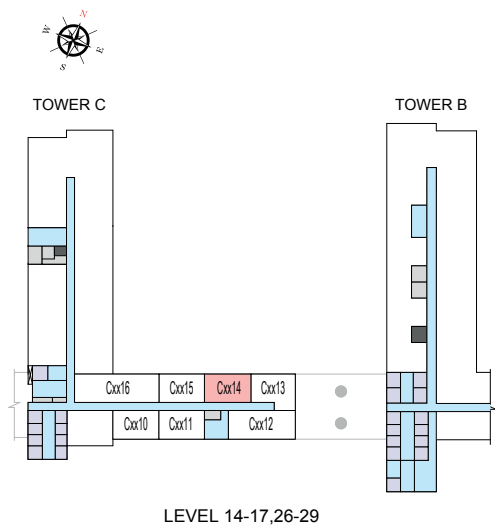 N
W
E
S
TOWER C
TOWER B
Cxx16 Cxx15 Cxx14 Cxx13
Cxx10 Cxx11 Cxx12
LEVEL 14-17,26-29